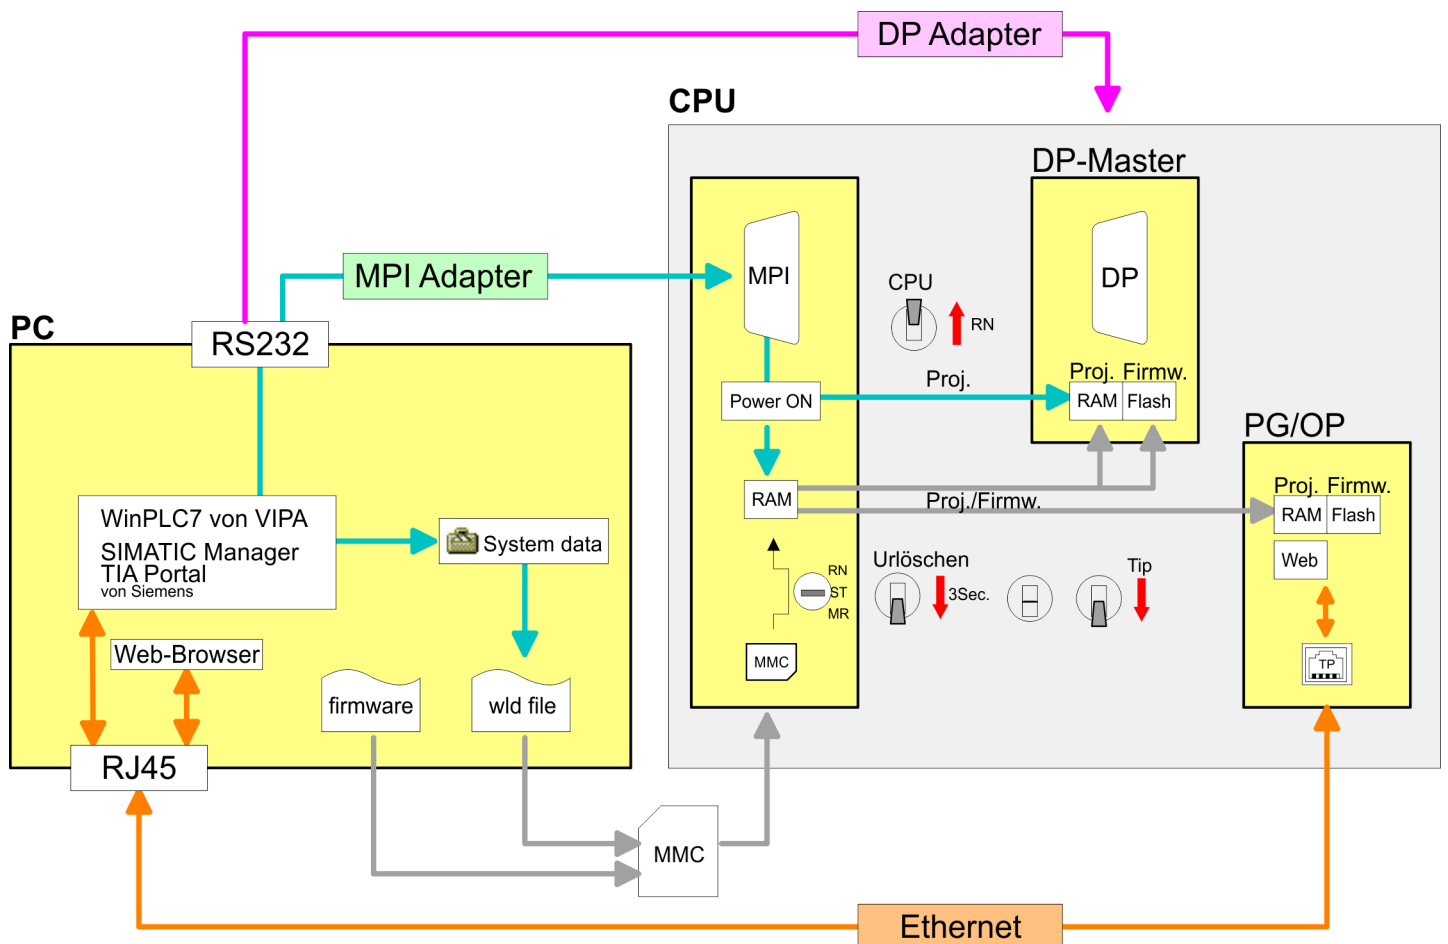 DP Adapter
CPU
DP-Master
MPI Adapter
MPI
DP
CPU
RN
PC
RS232
Proj.
Proj. Firmw.
Power ON
RAM
Flash
PG/OP
RAM
Proj./Firmw.
Proj. Firmw.
RAM
Flash
WinPLC7 von VIPA
SIMATIC Manager
TIA Portal
von Siemens
System data
Web
Urlöschen
Tip
RN
ST
MR
3Sec.
Web-Browser
MMC
TP
firmware
wld file
RJ45
MMC
Ethernet